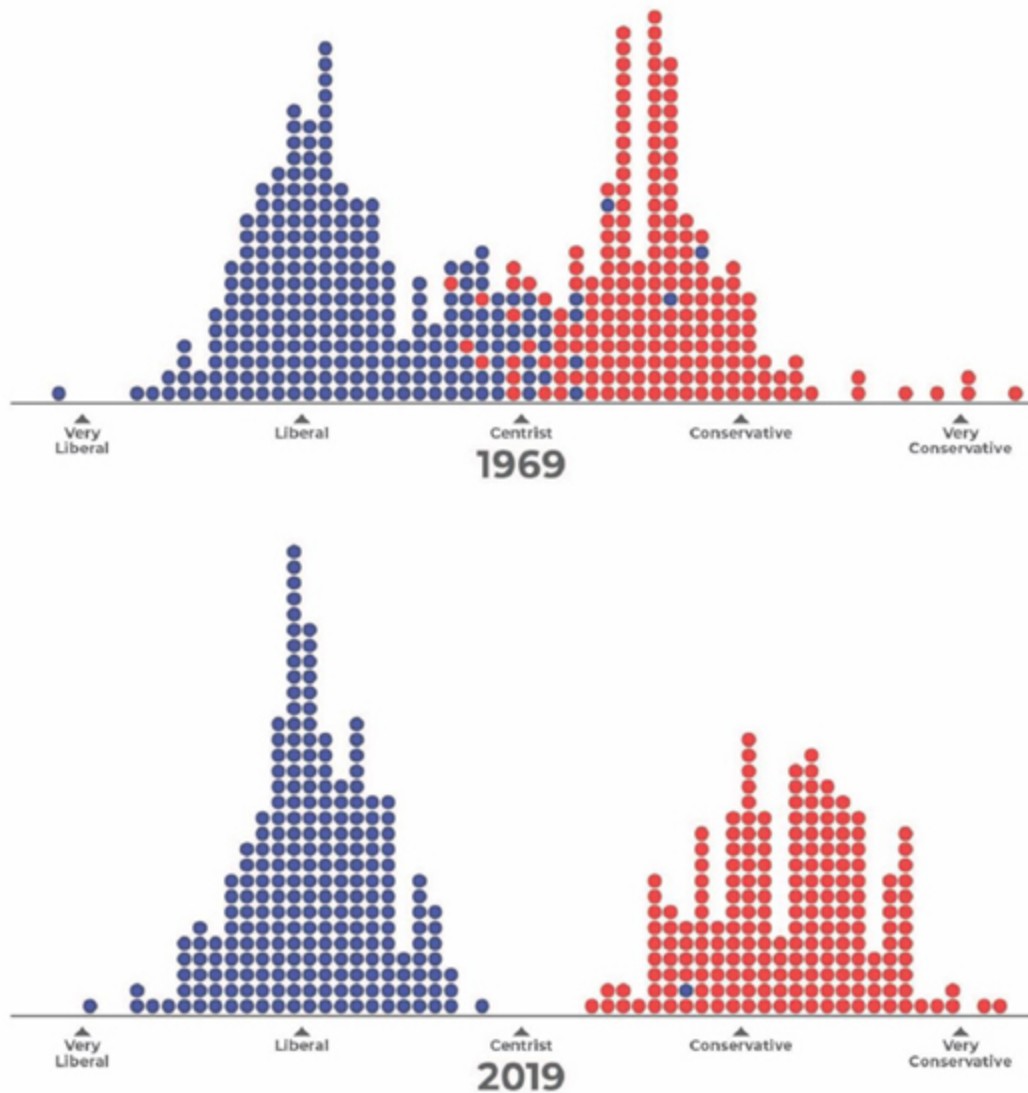 Very Liberal Centrist Conservative Very
Liberal Conservative
1969
Very Liberal Centrist Conservative Very
Liberal Conservative
2019